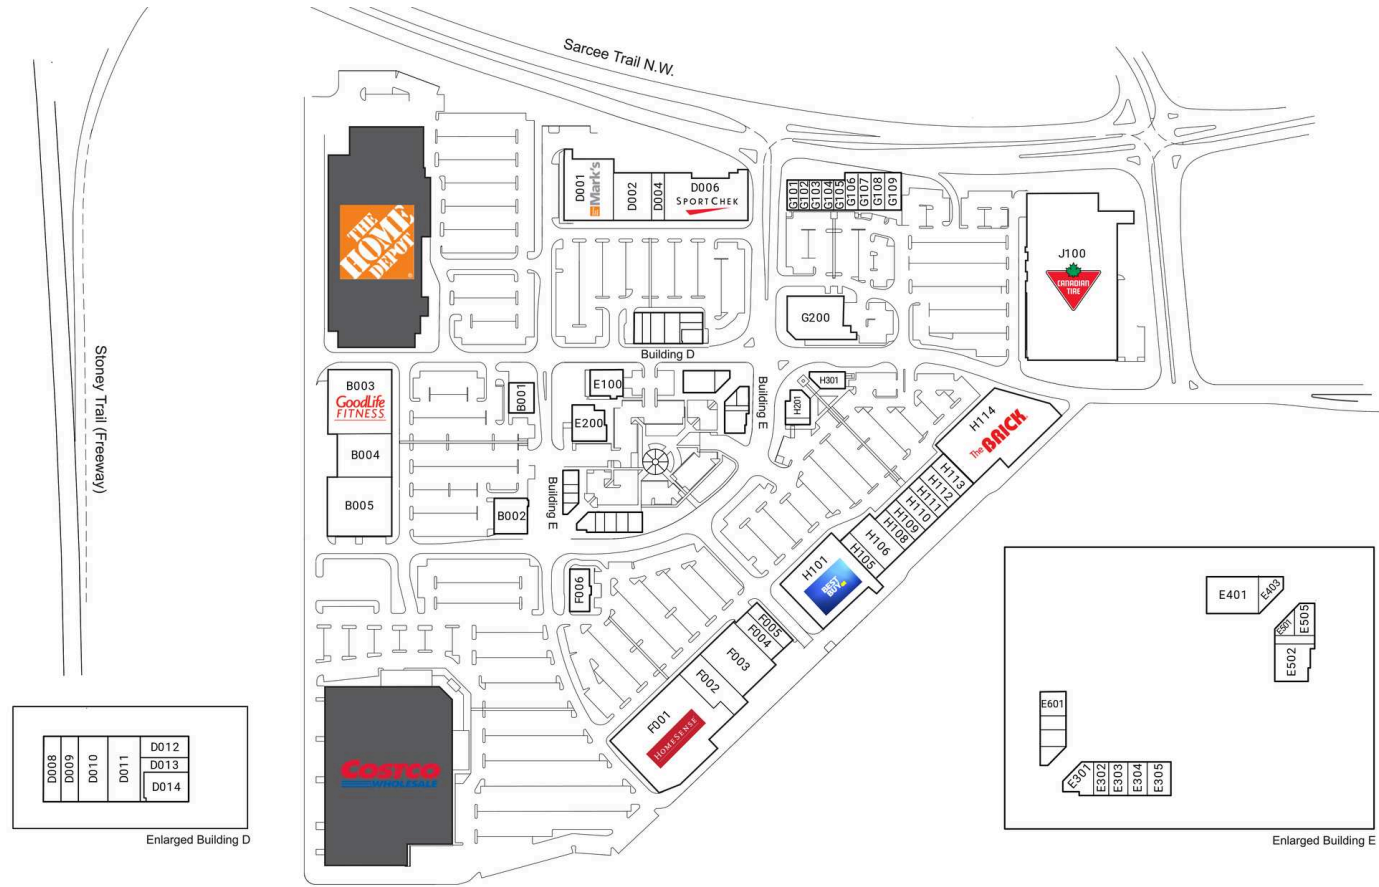 Sarcee Trail N.W.
Stoney Trail (Freeway)
THE
HOME
DEPOT
D001
Mark's
D002
D004
D006
SPORTCHEK
G101
G102
G103
G104
G105
G106
G107
G108
G109
J100
CANADIAN
TIRE
G200
Building D
B003
GoodLife
FITNESS
B004
B005
B001
B002
E100
E200
Building E
Building E
H301
H201
H114
The BRICK
H113
H112
H111
H110
H109
H108
H106
H105
H101
BEST
BUY
F006
F005
F004
F003
F002
F001
HOMESENSE
COSTCO
WHOLESALE
D008
D009
D010
D011
D012
D013
D014
Enlarged Building D
E401
E403
E501
E505
E502
E601
E301
E302
E303
E304
E305
Enlarged Building E